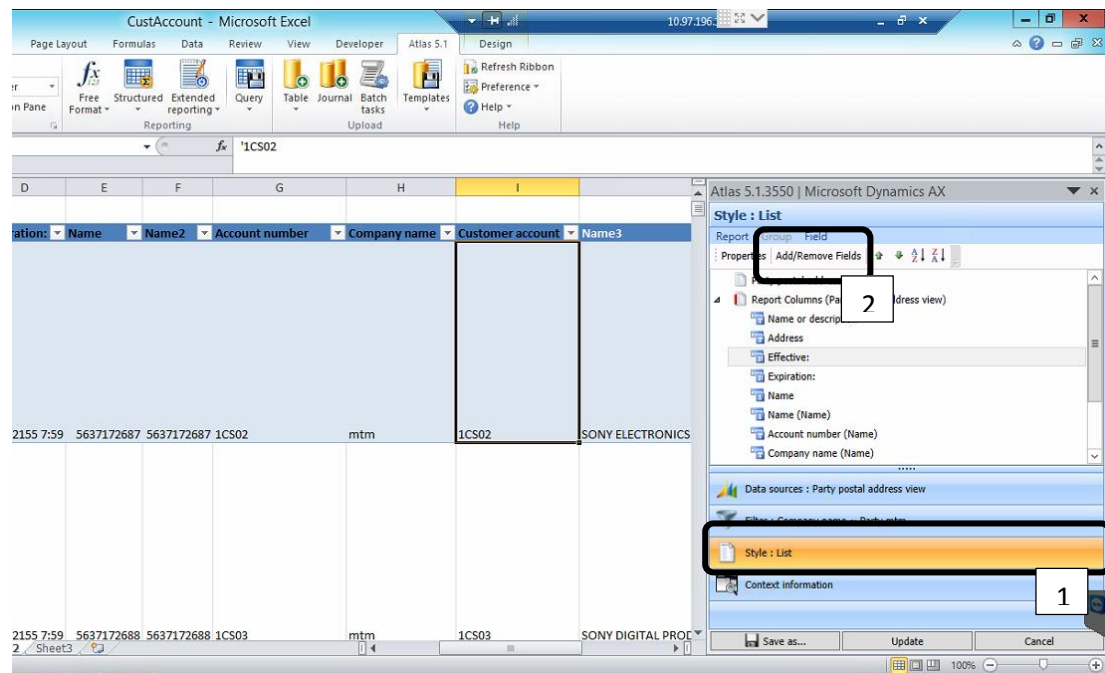 CustAccount - Microsoft Excel
10.97.196.
Page Layout Formulas Data Review View Developer Atlas 5.1 Design
Free Format
Structured
Extended reporting
Query
Table
Journal
Batch tasks
Templates
Refresh Ribbon
Preference
Help
on Pane
Reporting
Upload
Help
fx '1CS02
D E F G H I
ration: Name Name2 Account number Company name Customer account Name3
2155 7:59 5637172687 5637172687 1CS02 mtm 1CS02 SONY ELECTRONICS
2155 7:59 5637172688 5637172688 1CS03 mtm 1CS03 SONY DIGITAL PROD
2 Sheet3
100%
Atlas 5.1.3550 | Microsoft Dynamics AX
Style : List
Report Group Field
Properties Add/Remove Fields
2
Report Columns (Pa dress view)
Name or descrip
Address
Effective:
Expiration:
Name
Name (Name)
Account number (Name)
Company name (Name)
Data sources : Party postal address view
Style : List
Context information
1
Save as... Update Cancel